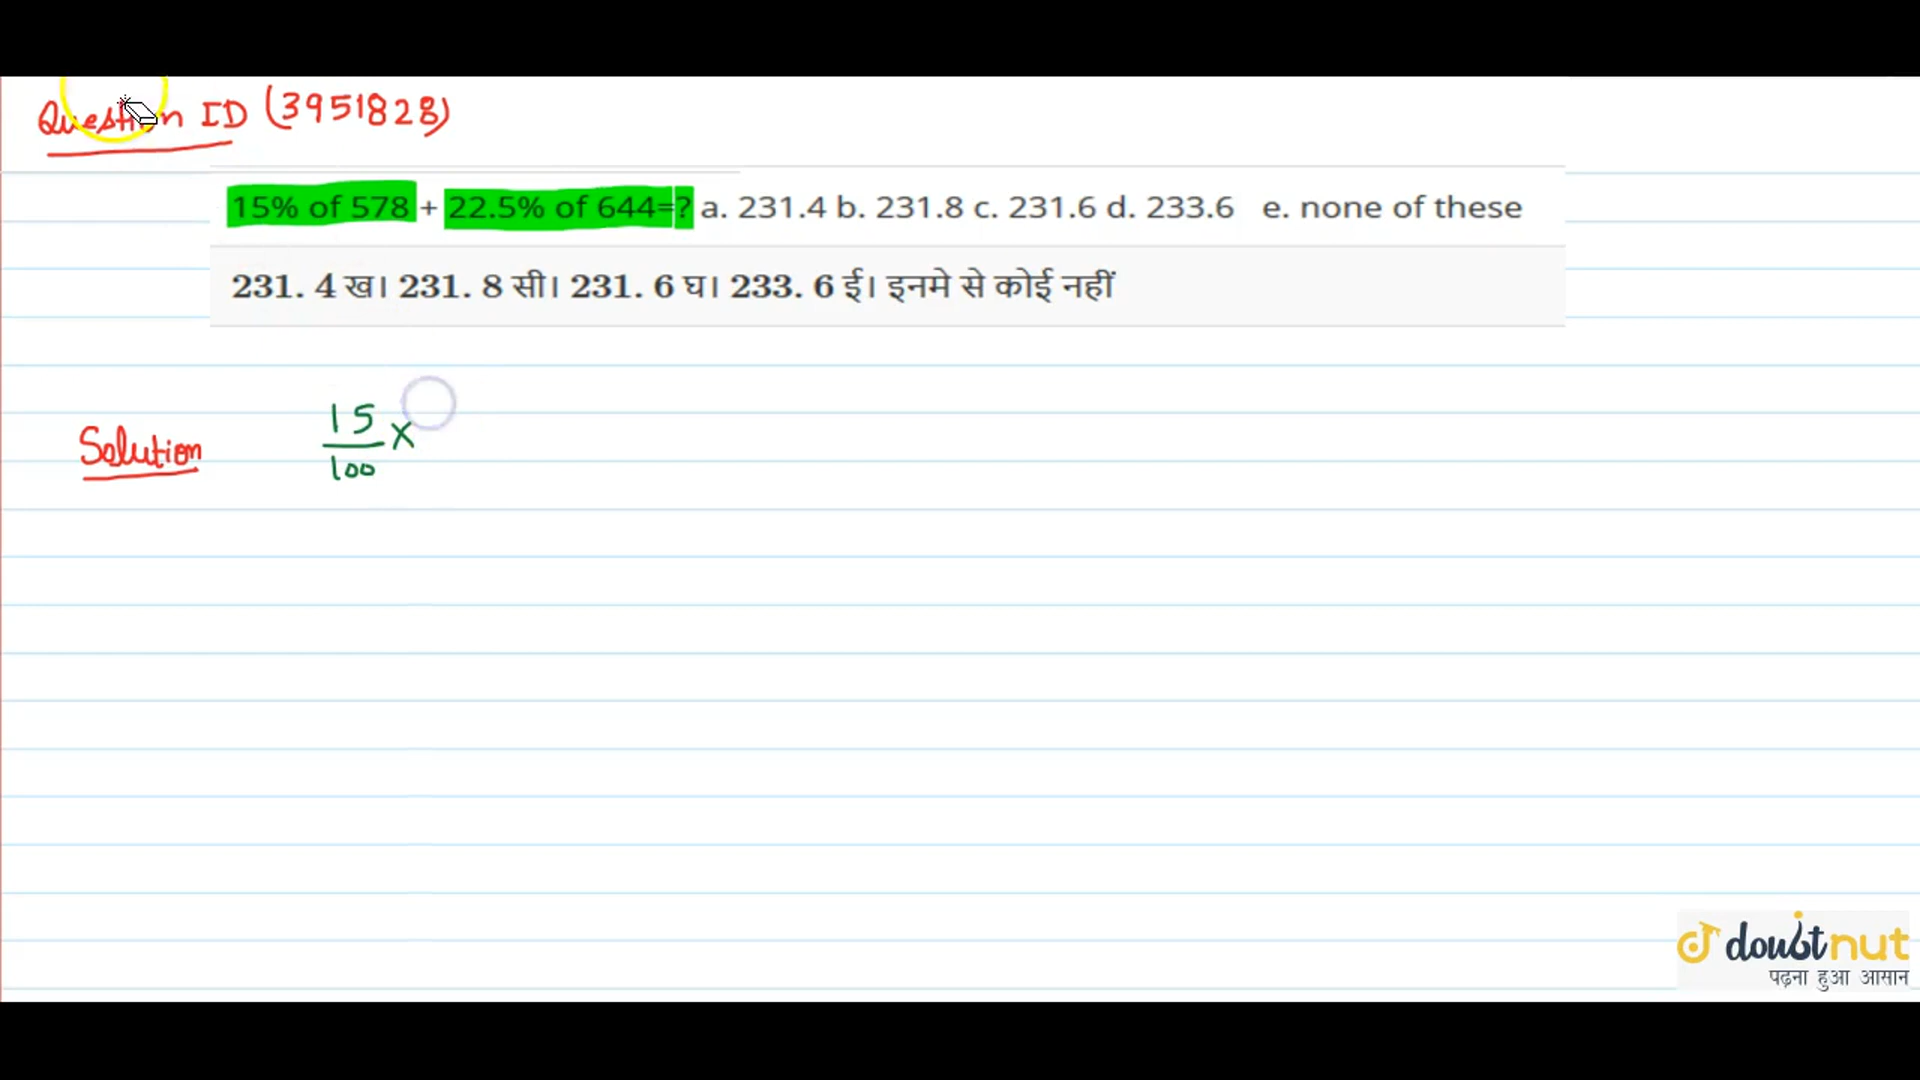 Question ID (3951828)
15% of 578 + 22.5% of 644=? a. 231.4 b. 231.8 c. 231.6 d. 233.6 e. none of these
231. 4 ख। 231. 8 सी। 231. 6 घ। 233. 6 ई। इनमे से कोई नहीं
15
Solution
×
100
doubtnut
पढ़ना हुआ आसान